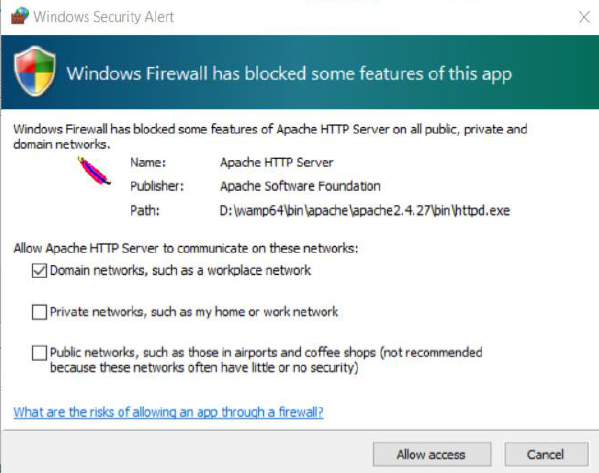 Windows Security Alert
Windows Firewall has blocked some features of this app
Windows Firewall has blocked some features of Apache HTTP Server on all public, private and
domain networks.
Name: Apache HTTP Server
Publisher: Apache Software Foundation
Path: D:\wamp64\bin\apache\apache2.4.27\bin\httpd.exe
Allow Apache HTTP Server to communicate on these networks:
Domain networks, such as a workplace network
Private networks, such as my home or work network
Public networks, such as those in airports and coffee shops (not recommended
because these networks often have little or no security)
What are the risks of allowing an app through a firewall?
Allow access Cancel